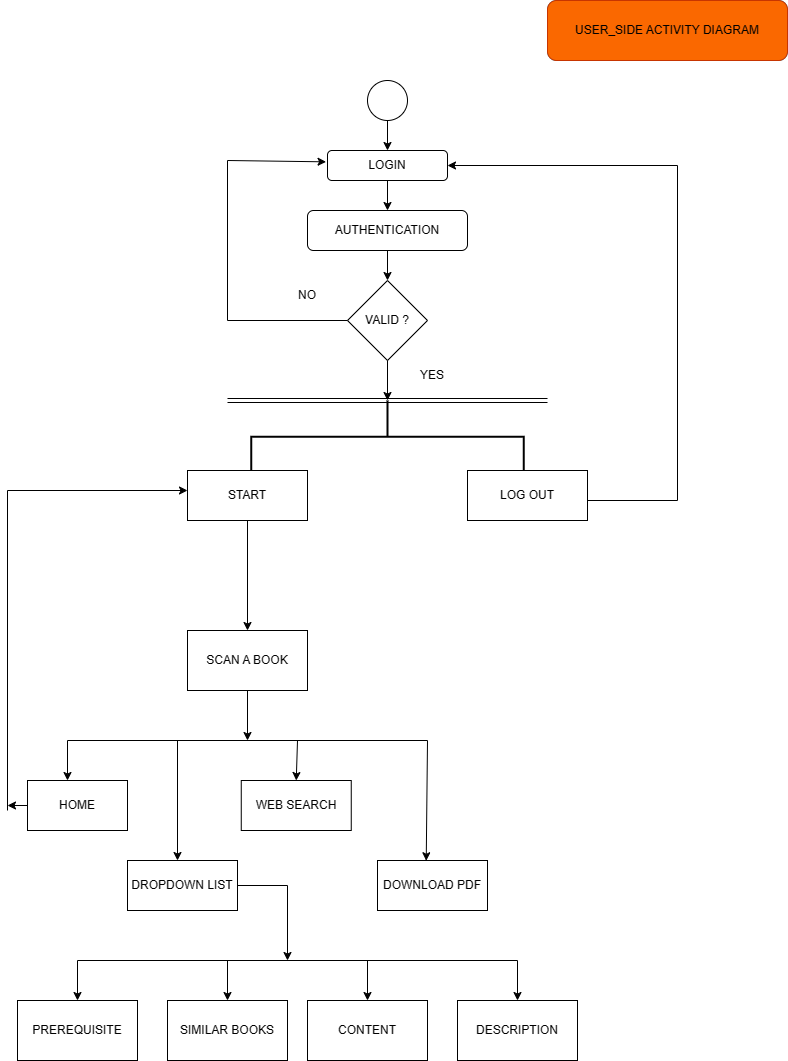 USER_SIDE ACTIVITY DIAGRAM
LOGIN
AUTHENTICATION
NO
VALID ?
YES
START
LOG OUT
SCAN A BOOK
HOME
WEB SEARCH
DROPDOWN LIST
DOWNLOAD PDF
PREREQUISITE
SIMILAR BOOKS
CONTENT
DESCRIPTION